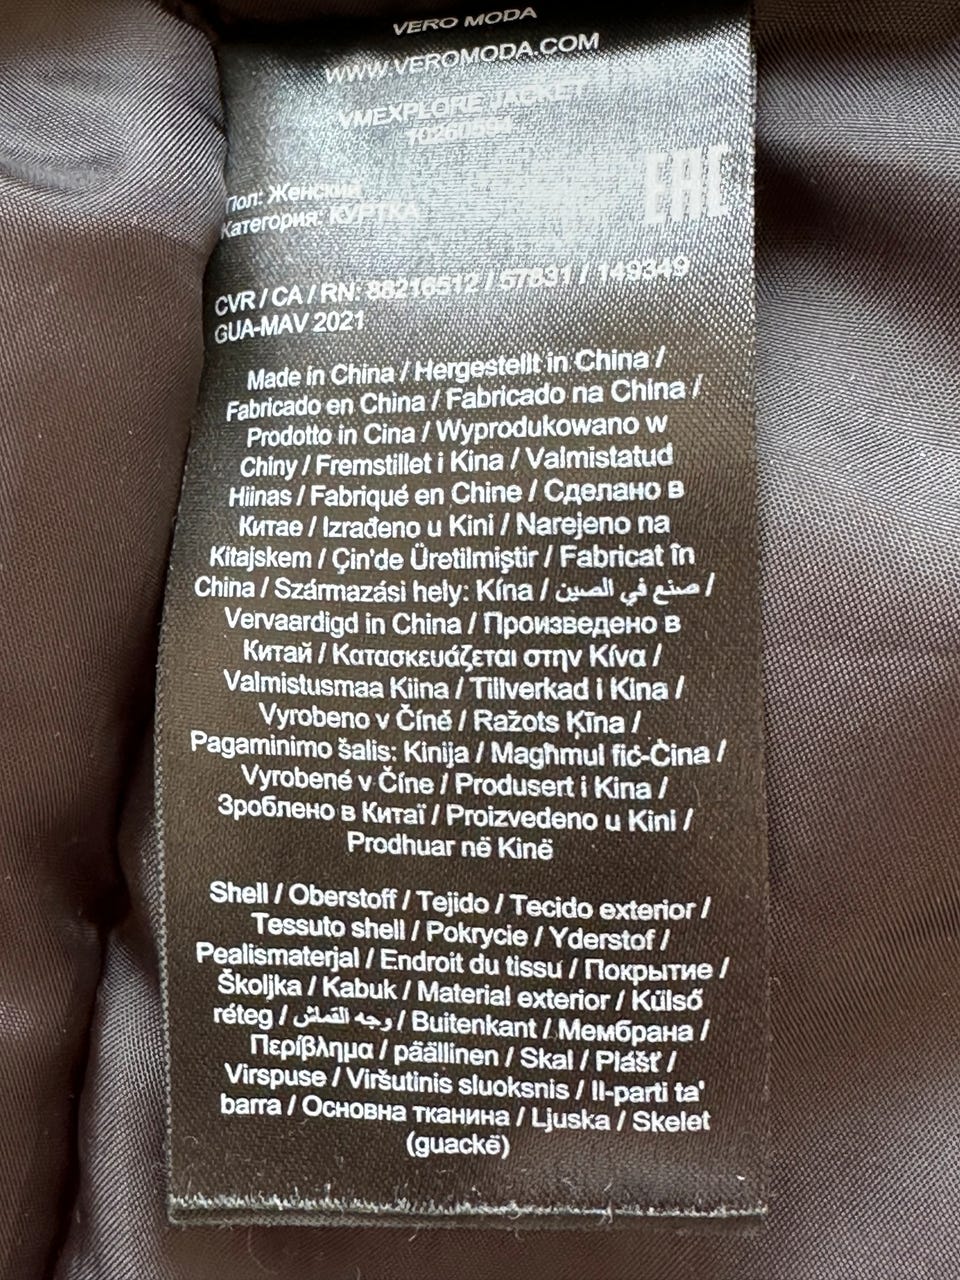 VERO MODA
WWW.VEROMODA.COM
VMEXPLORE JACKET
10260594
Пол: Женский
Категория: КУРТКА
EAC
CVR / CA / RN: 88216512 / 57831 / 149349
GUA-MAV 2021
Made in China / Hergestellt in China /
Fabricado en China / Fabricado na China /
Prodotto in Cina / Wyprodukowano w
Chiny / Fremstillet i Kina / Valmistatud
Hiinas / Fabriqué en Chine / Сделано в
Китае / Izrađeno u Kini / Narejeno na
Kitajskem / Çin'de Üretilmiştir / Fabricat în
China / Származási hely: Kína / صنع في الصين /
Vervaardigd in China / Произведено в
Китай / Κατασκευάζεται στην Κίνα /
Valmistusmaa Kiina / Tillverkad i Kina /
Vyrobeno v Číně / Ražots Ķīna /
Pagaminimo šalis: Kinija / Magħmul fiċ-Ċina /
Vyrobené v Číne / Produsert i Kina /
Зроблено в Китаї / Proizvedeno u Kini /
Prodhuar në Kinë
Shell / Oberstoff / Tejido / Tecido exterior /
Tessuto shell / Pokrycie / Yderstof /
Pealismaterjal / Endroit du tissu / Покрытие /
Školjka / Kabuk / Material exterior / Külső
réteg / وجه القماش / Buitenkant / Мембрана /
Περίβλημα / päällinen / Skal / Plášť /
Virspuse / Viršutinis sluoksnis / Il-parti ta'
barra / Основна тканина / Ljuska / Skelet
(guackë)